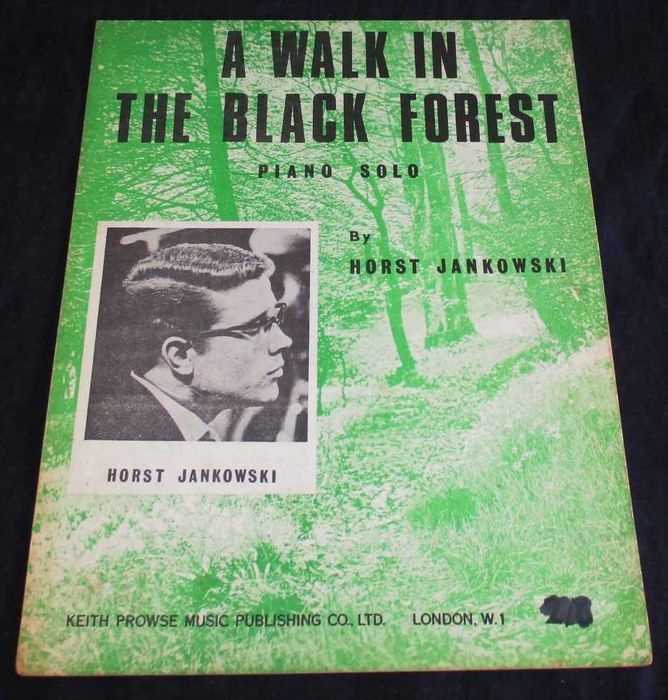 A WALK IN
THE BLACK FOREST
PIANO SOLO
By
HORST JANKOWSKI
HORST JANKOWSKI
KEITH PROWSE MUSIC PUBLISHING CO., LTD. LONDON, W.1